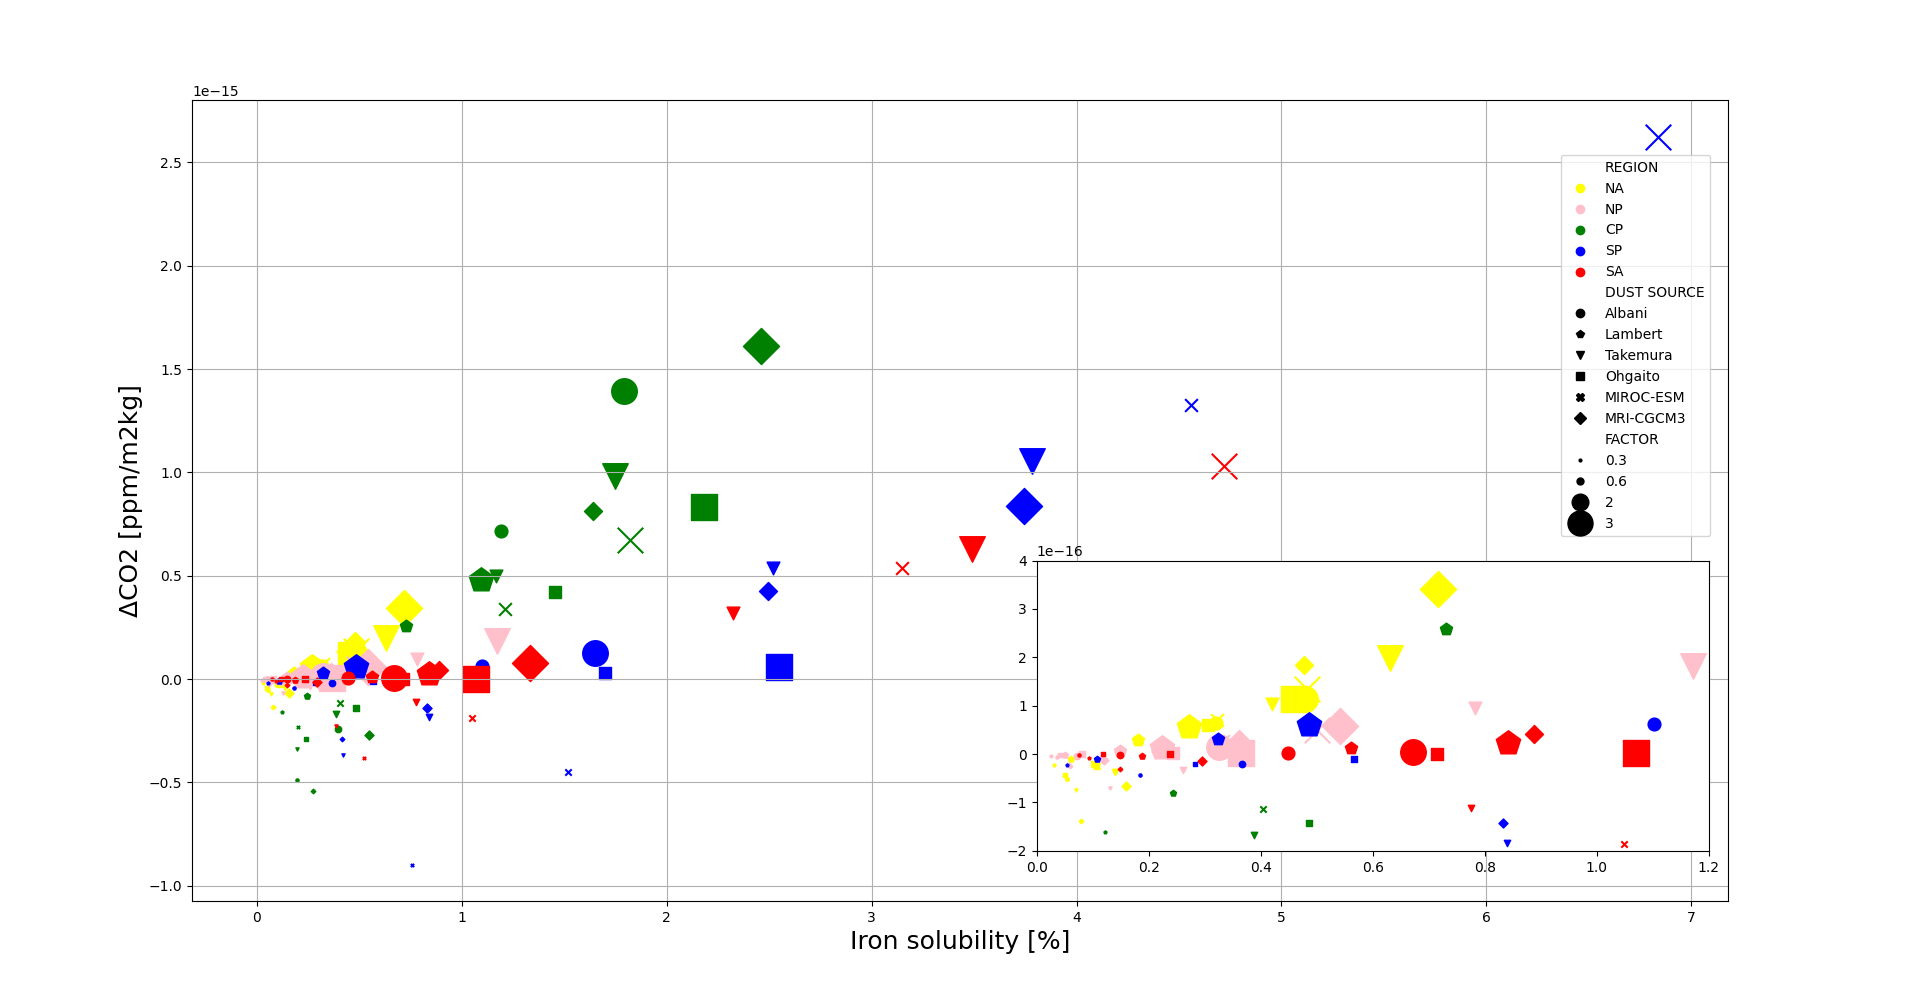 1e−15
2.5
2.0
1.5
1.0
0.5
0.0
−0.5
−1.0
ΔCO2 [ppm/m2kg]
0 1 2 3 4 5 6 7
Iron solubility [%]
REGION
NA
NP
CP
SP
SA
DUST SOURCE
Albani
Lambert
Takemura
Ohgaito
MIROC-ESM
MRI-CGCM3
FACTOR
0.3
0.6
2
3
1e−16
4
3
2
1
0
−1
−2
0.0 0.2 0.4 0.6 0.8 1.0 1.2